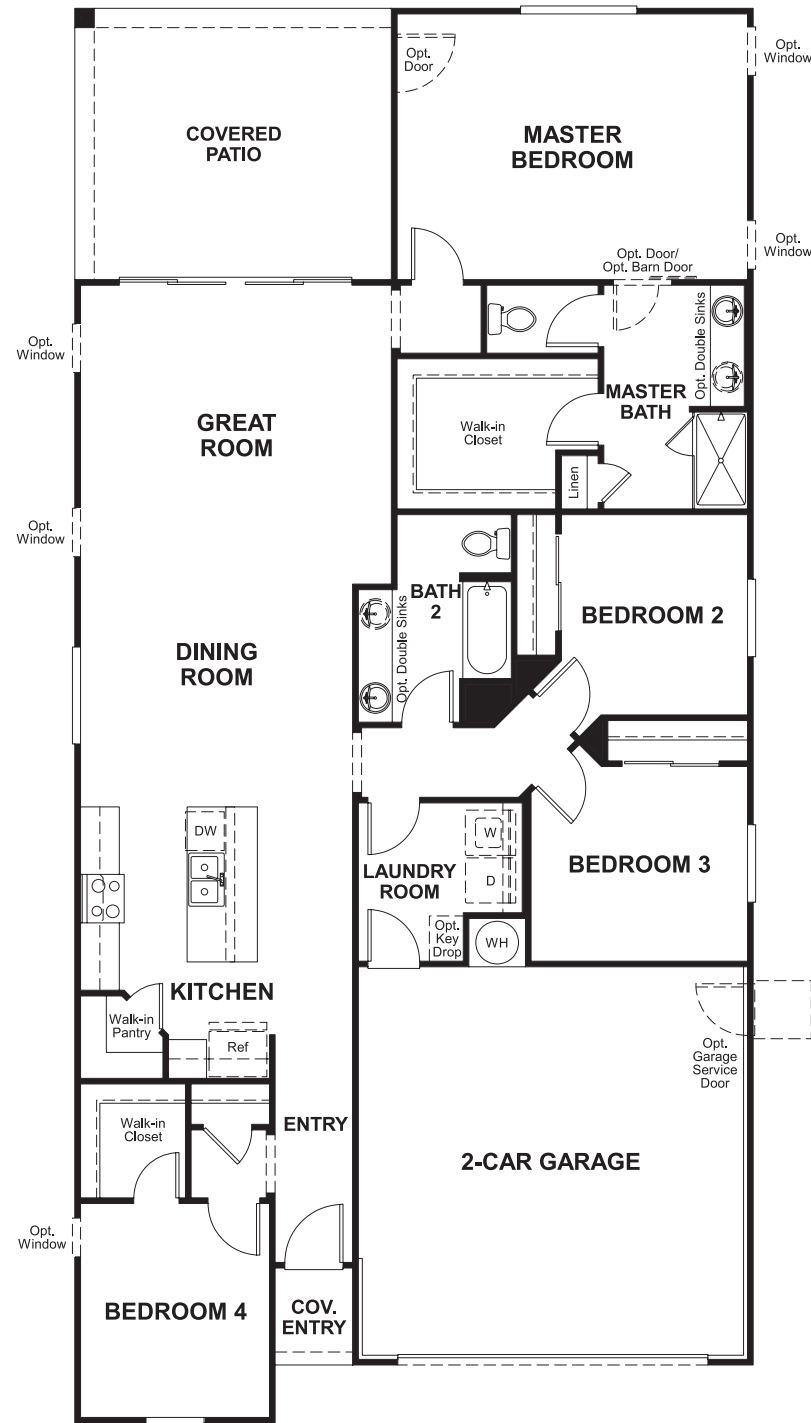 Opt.
Door
Opt.
Window
COVERED
PATIO
MASTER
BEDROOM
Opt.
Window
Opt. Door/
Opt. Barn Door
Opt. Double Sinks
Opt.
Window
MASTER
BATH
GREAT
ROOM
Walk-in
Closet
Linen
Opt.
Window
BATH
2
Opt. Double Sinks
BEDROOM 2
DINING
ROOM
DW
W
D
LAUNDRY
ROOM
BEDROOM 3
Opt.
Key
Drop
WH
KITCHEN
Walk-in
Pantry
Ref
Opt.
Garage
Service
Door
Walk-in
Closet
ENTRY
2-CAR GARAGE
Opt.
Window
BEDROOM 4
COV.
ENTRY